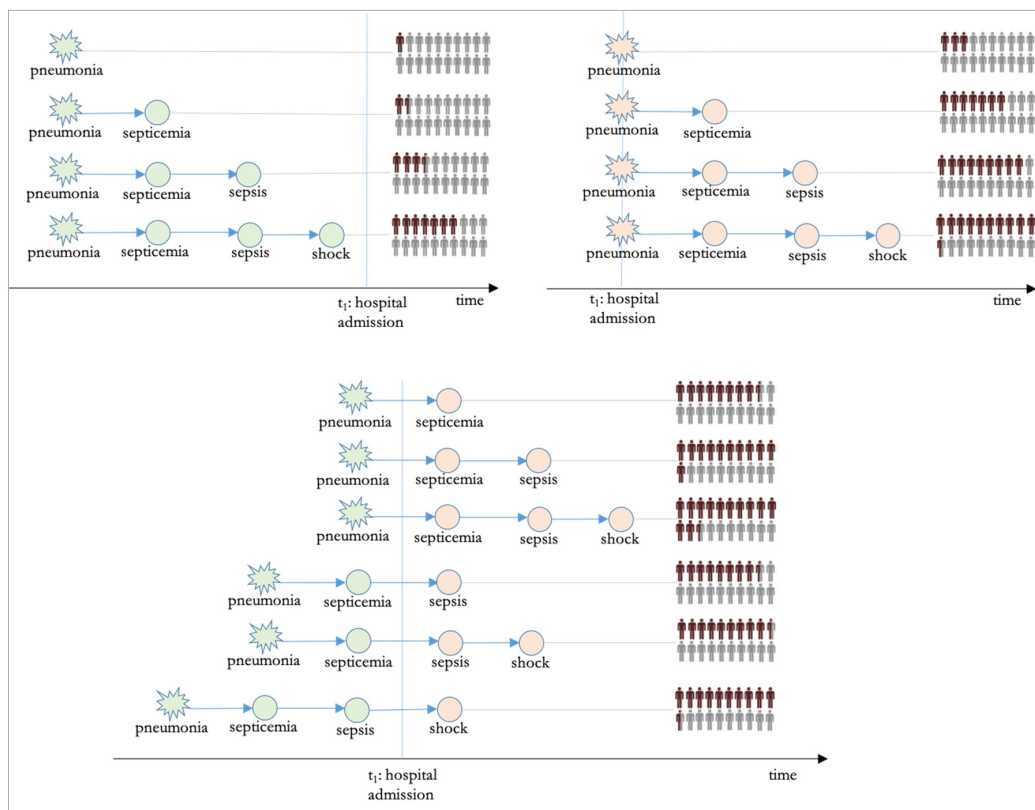 pneumonia
pneumonia septicemia
pneumonia septicemia sepsis
pneumonia septicemia sepsis shock
t1: hospital
admission
time
pneumonia
pneumonia septicemia
pneumonia septicemia sepsis
pneumonia septicemia sepsis shock
t1: hospital
admission
time
pneumonia septicemia
pneumonia septicemia sepsis
pneumonia septicemia sepsis shock
pneumonia septicemia sepsis
pneumonia septicemia sepsis shock
pneumonia septicemia sepsis shock
t1: hospital
admission
time